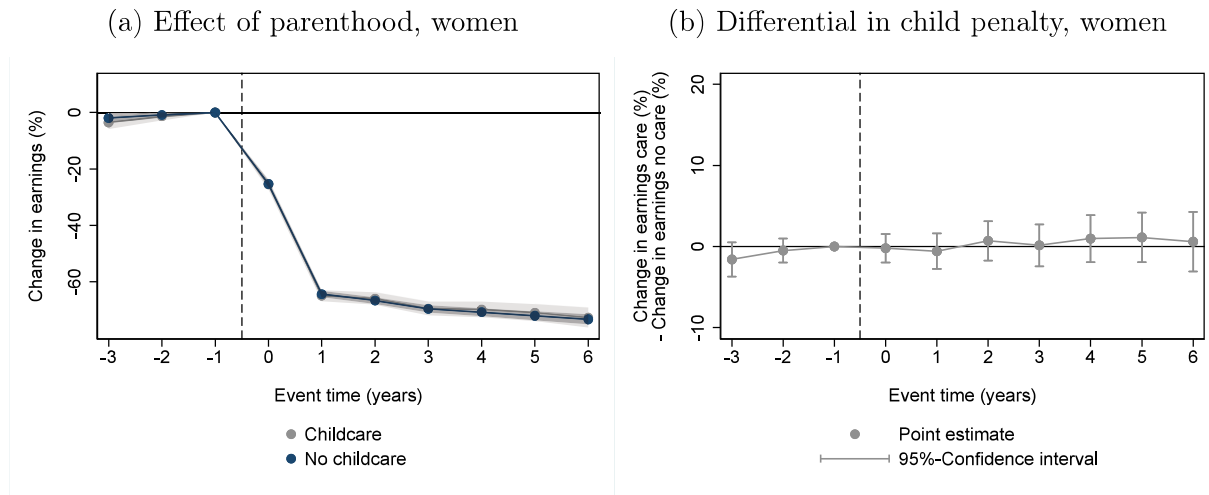 (a) Effect of parenthood, women
Change in earnings (%)
0
-20
-40
-60
-3 -2 -1 0 1 2 3 4 5 6
Event time (years)
Childcare
No childcare
(b) Differential in child penalty, women
Change in earnings care (%)
- Change in earnings no care (%)
20
10
0
-10
-3 -2 -1 0 1 2 3 4 5 6
Event time (years)
Point estimate
95%-Confidence interval